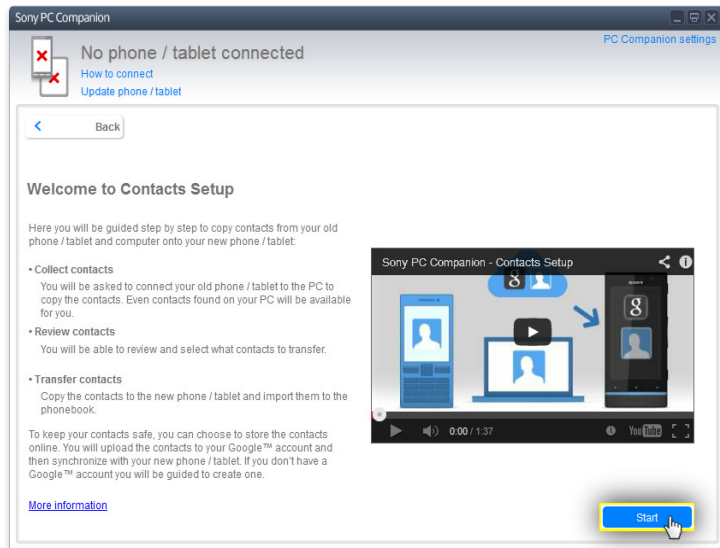 Sony PC Companion
PC Companion settings
No phone / tablet connected
How to connect
Update phone / tablet
Back
Welcome to Contacts Setup
Here you will be guided step by step to copy contacts from your old
phone / tablet and computer onto your new phone / tablet:
• Collect contacts
You will be asked to connect your old phone / tablet to the PC to
copy the contacts. Even contacts found on your PC will be available
for you.
• Review contacts
You will be able to review and select what contacts to transfer.
• Transfer contacts
Copy the contacts to the new phone / tablet and import them to the
phonebook.
To keep your contacts safe, you can choose to store the contacts
online. You will upload the contacts to your Google™ account and
then synchronize with your new phone / tablet. If you don't have a
Google™ account you will be guided to create one.
More information
Sony PC Companion - Contacts Setup
8
SONY
8
0:00 / 1:37
YouTube
Start